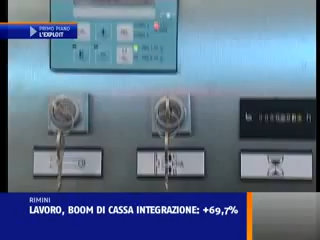 PRIMO PIANO
L'EXPLOIT
RIMINI
LAVORO, BOOM DI CASSA INTEGRAZIONE: +69,7%